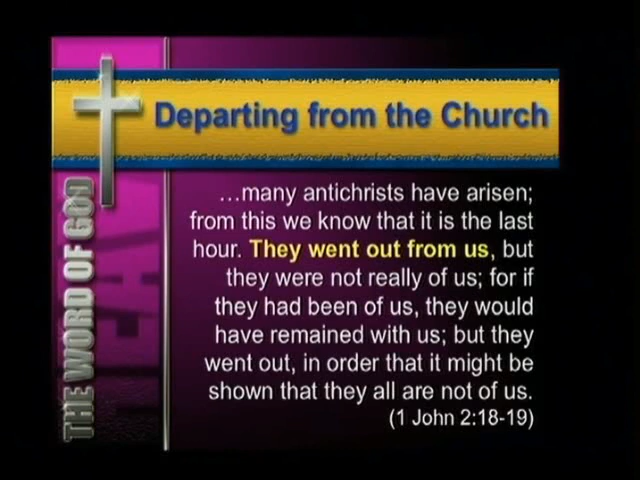 Departing from the Church
...many antichrists have arisen;
from this we know that it is the last
hour. They went out from us, but
they were not really of us; for if
they had been of us, they would
have remained with us; but they
went out, in order that it might be
shown that they all are not of us.
(1 John 2:18-19)
THE WORD OF GOD